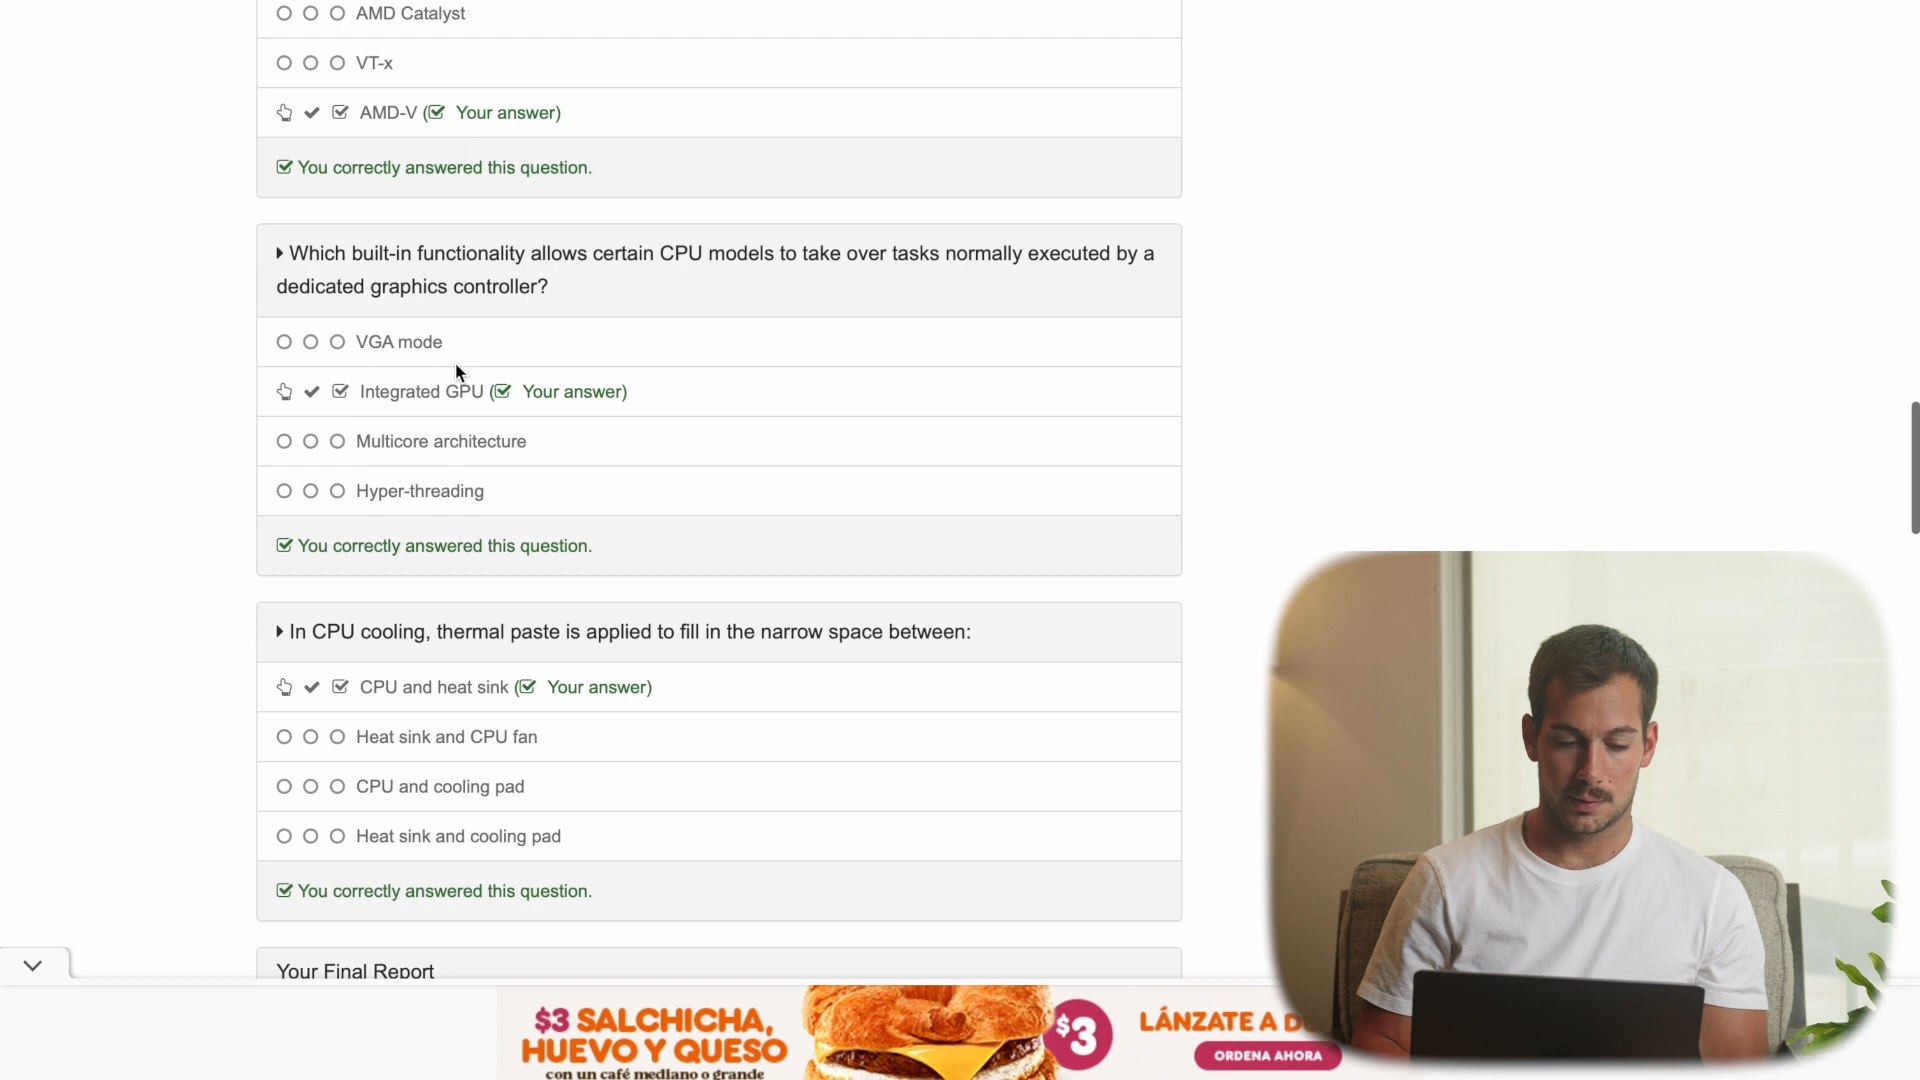 AMD Catalyst
VT-x
AMD-V ( Your answer)
You correctly answered this question.
Which built-in functionality allows certain CPU models to take over tasks normally executed by a
dedicated graphics controller?
VGA mode
Integrated GPU ( Your answer)
Multicore architecture
Hyper-threading
You correctly answered this question.
In CPU cooling, thermal paste is applied to fill in the narrow space between:
CPU and heat sink ( Your answer)
Heat sink and CPU fan
CPU and cooling pad
Heat sink and cooling pad
You correctly answered this question.
Your Final Report
$3 SALCHICHA,
HUEVO Y QUESO
con un café mediano o grande
$3
LÁNZATE A
ORDENA AHORA